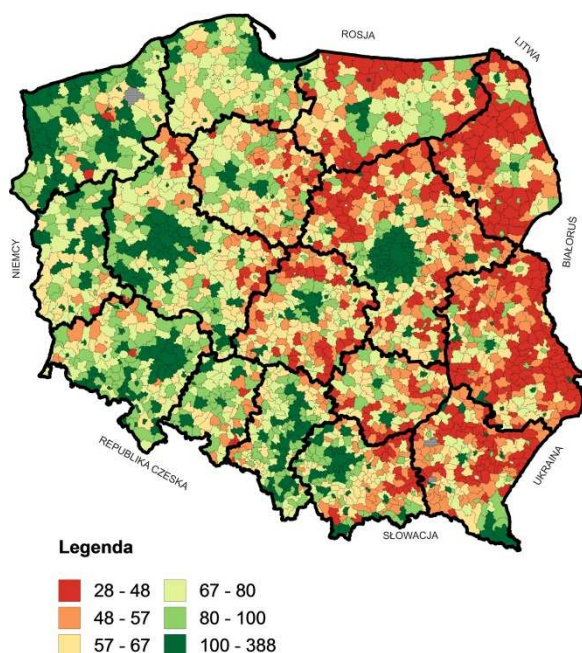 ROSJA
LITWA
NIEMCY
BIAŁORUŚ
REPUBLIKA CZESKA
UKRAINA
SŁOWACJA
Legenda
28 - 48
48 - 57
57 - 67
67 - 80
80 - 100
100 - 388